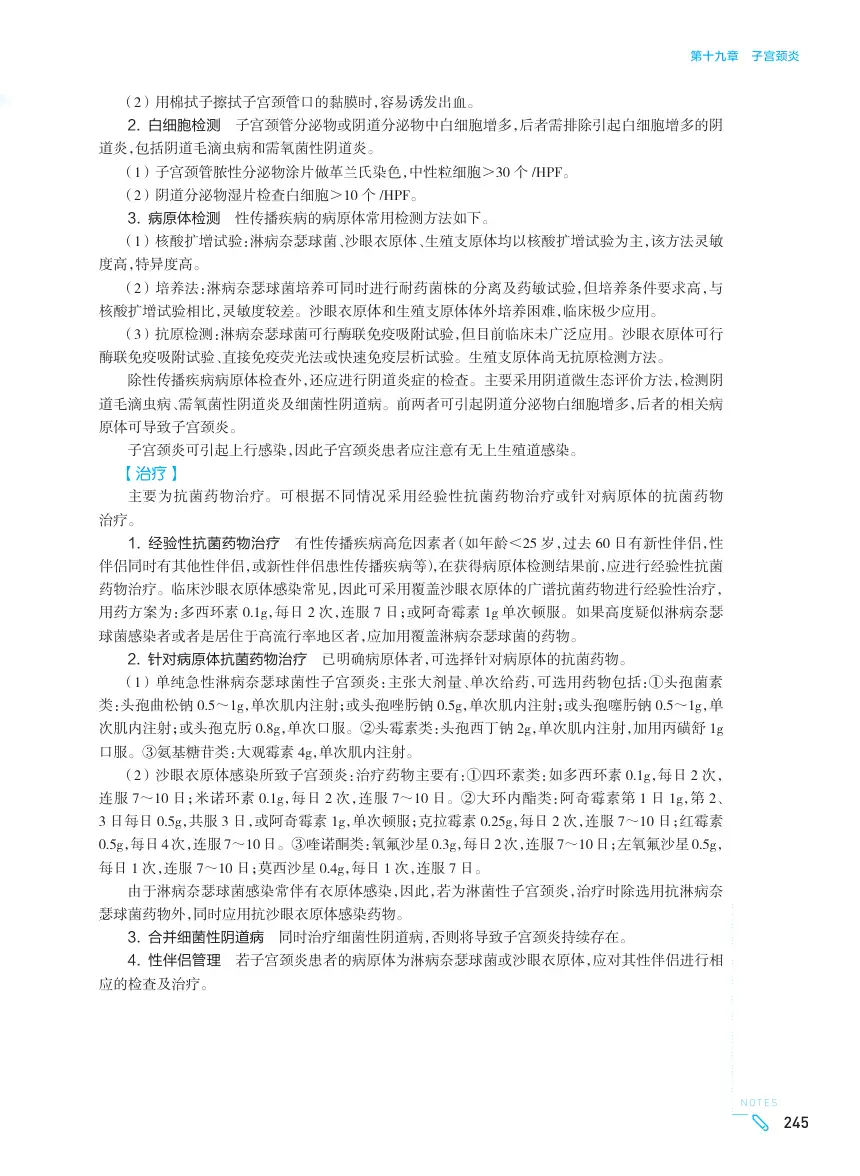 第十九章 子宫颈炎
（2）用棉拭子擦拭子宫颈管口的黏膜时,容易诱发出血。
2. 白细胞检测 子宫颈管分泌物或阴道分泌物中白细胞增多,后者需排除引起白细胞增多的阴
道炎,包括阴道毛滴虫病和需氧菌性阴道炎。
（1）子宫颈管脓性分泌物涂片做革兰氏染色,中性粒细胞＞30 个 /HPF。
（2）阴道分泌物湿片检查白细胞＞10 个 /HPF。
3. 病原体检测 性传播疾病的病原体常用检测方法如下。
（1）核酸扩增试验:淋病奈瑟球菌、沙眼衣原体、生殖支原体均以核酸扩增试验为主,该方法灵敏
度高,特异度高。
（2）培养法:淋病奈瑟球菌培养可同时进行耐药菌株的分离及药敏试验,但培养条件要求高,与
核酸扩增试验相比,灵敏度较差。沙眼衣原体和生殖支原体体外培养困难,临床极少应用。
（3）抗原检测:淋病奈瑟球菌可行酶联免疫吸附试验,但目前临床未广泛应用。沙眼衣原体可行
酶联免疫吸附试验、直接免疫荧光法或快速免疫层析试验。生殖支原体尚无抗原检测方法。
除性传播疾病病原体检查外,还应进行阴道炎症的检查。主要采用阴道微生态评价方法,检测阴
道毛滴虫病、需氧菌性阴道炎及细菌性阴道病。前两者可引起阴道分泌物白细胞增多,后者的相关病
原体可导致子宫颈炎。
子宫颈炎可引起上行感染,因此子宫颈炎患者应注意有无上生殖道感染。
【治疗】
主要为抗菌药物治疗。可根据不同情况采用经验性抗菌药物治疗或针对病原体的抗菌药物
治疗。
1. 经验性抗菌药物治疗 有性传播疾病高危因素者(如年龄＜25 岁,过去 60 日有新性伴侣,性
伴侣同时有其他性伴侣,或新性伴侣患性传播疾病等),在获得病原体检测结果前,应进行经验性抗菌
药物治疗。临床沙眼衣原体感染常见,因此可采用覆盖沙眼衣原体的广谱抗菌药物进行经验性治疗,
用药方案为:多西环素 0.1g,每日 2 次,连服 7 日;或阿奇霉素 1g 单次顿服。如果高度疑似淋病奈瑟
球菌感染者或者是居住于高流行率地区者,应加用覆盖淋病奈瑟球菌的药物。
2. 针对病原体抗菌药物治疗 已明确病原体者,可选择针对病原体的抗菌药物。
（1）单纯急性淋病奈瑟球菌性子宫颈炎:主张大剂量、单次给药,可选用药物包括:①头孢菌素
类:头孢曲松钠 0.5～1g,单次肌内注射;或头孢唑肟钠 0.5g,单次肌内注射;或头孢噻肟钠 0.5～1g,单
次肌内注射;或头孢克肟 0.8g,单次口服。②头霉素类:头孢西丁钠 2g,单次肌内注射,加用丙磺舒 1g
口服。③氨基糖苷类:大观霉素 4g,单次肌内注射。
（2）沙眼衣原体感染所致子宫颈炎:治疗药物主要有:①四环素类:如多西环素 0.1g,每日 2 次,
连服 7～10 日;米诺环素 0.1g,每日 2 次,连服 7～10 日。②大环内酯类:阿奇霉素第 1 日 1g,第 2、
3 日每日 0.5g,共服 3 日,或阿奇霉素 1g,单次顿服;克拉霉素 0.25g,每日 2 次,连服 7～10 日;红霉素
0.5g,每日 4 次,连服 7～10 日。③喹诺酮类:氧氟沙星 0.3g,每日 2 次,连服 7～10 日;左氧氟沙星 0.5g,
每日 1 次,连服 7～10 日;莫西沙星 0.4g,每日 1 次,连服 7 日。
由于淋病奈瑟球菌感染常伴有衣原体感染,因此,若为淋菌性子宫颈炎,治疗时除选用抗淋病奈
瑟球菌药物外,同时应用抗沙眼衣原体感染药物。
3. 合并细菌性阴道病 同时治疗细菌性阴道病,否则将导致子宫颈炎持续存在。
4. 性伴侣管理 若子宫颈炎患者的病原体为淋病奈瑟球菌或沙眼衣原体,应对其性伴侣进行相
应的检查及治疗。
NOTES
245